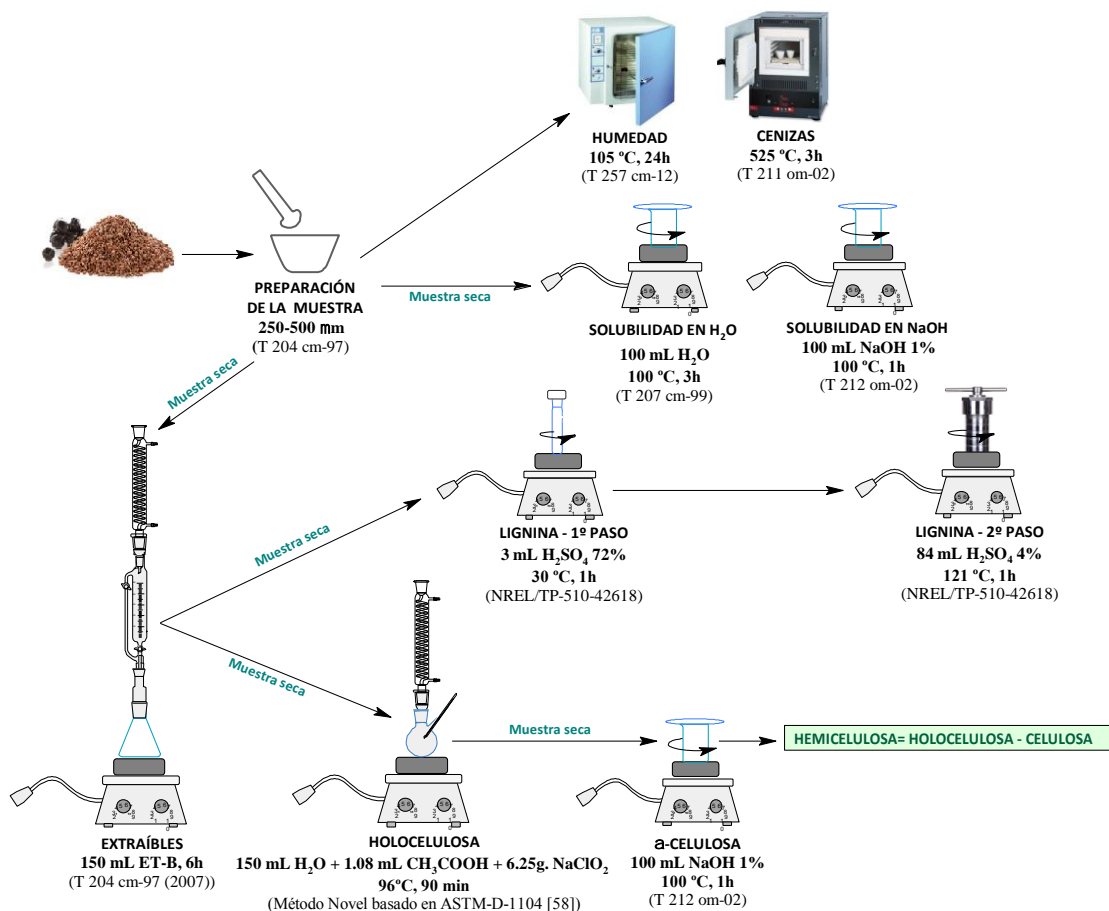 HUMEDAD
105 ºC, 24h
(T 257 cm-12)
CENIZAS
525 ºC, 3h
(T 211 om-02)
PREPARACIÓN
DE LA MUESTRA
250-500 mm
(T 204 cm-97)
Muestra seca
SOLUBILIDAD EN H₂O
100 mL H₂O
100 ºC, 3h
(T 207 cm-99)
SOLUBILIDAD EN NaOH
100 mL NaOH 1%
100 ºC, 1h
(T 212 om-02)
Muestra seca
Muestra seca
LIGNINA - 1º PASO
3 mL H₂SO₄ 72%
30 ºC, 1h
(NREL/TP-510-42618)
LIGNINA - 2º PASO
84 mL H₂SO₄ 4%
121 ºC, 1h
(NREL/TP-510-42618)
Muestra seca
Muestra seca
HEMICELULOSA= HOLOCELULOSA - CELULOSA
EXTRAÍBLES
150 mL ET-B, 6h
(T 204 cm-97 (2007))
HOLOCELULOSA
150 mL H₂O + 1.08 mL CH₃COOH + 6.25g. NaClO₂
96ºC, 90 min
(Método Novel basado en ASTM-D-1104 [58])
a-CELULOSA
100 mL NaOH 1%
100 ºC, 1h
(T 212 om-02)